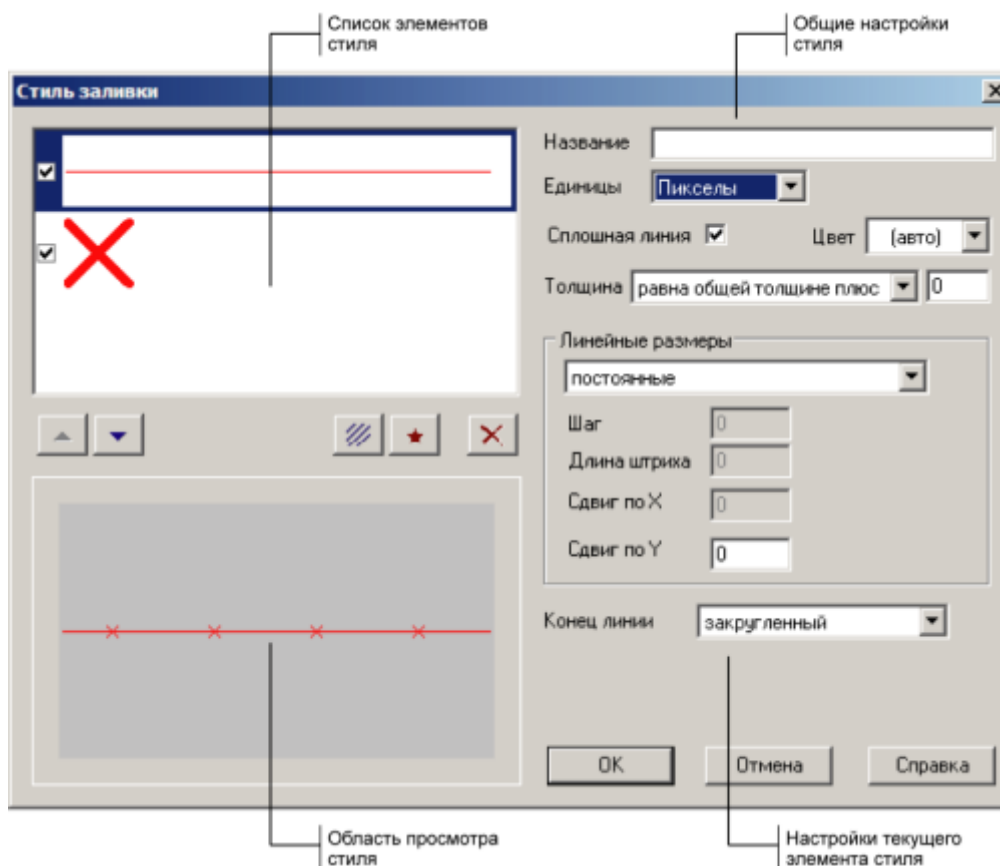 Список элементов
стиля
Общие настройки
стиля
Стиль заливки
Название
Единицы Пикселы
Сплошная линия Цвет (авто)
Толщина равна общей толщине плюс 0
Линейные размеры
постоянные
Шаг 0
Длина штриха 0
Сдвиг по X 0
Сдвиг по Y 0
Конец линии закругленный
OK Отмена Справка
Область просмотра
стиля
Настройки текущего
элемента стиля